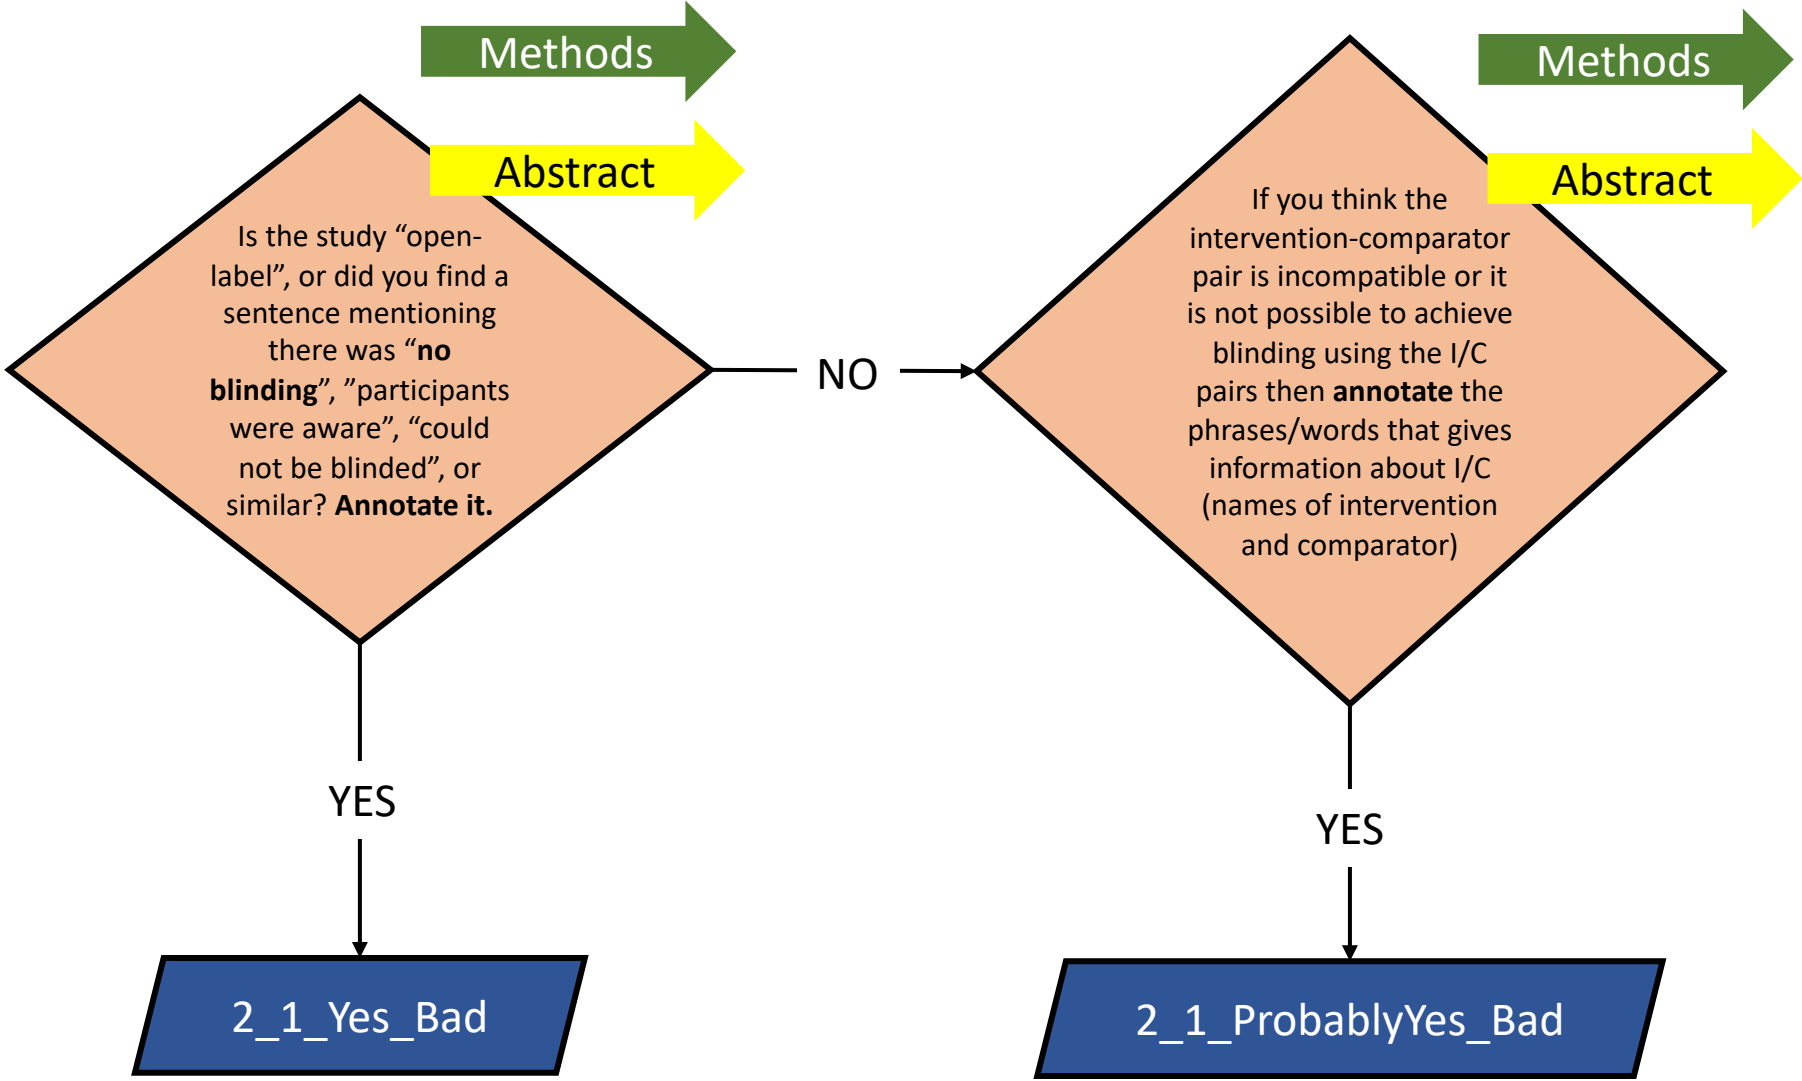 Methods
Abstract
Is the study “open-
label”, or did you find a
sentence mentioning
there was “no
blinding”, ”participants
were aware”, “could
not be blinded”, or
similar? Annotate it.
NO
YES
2_1_Yes_Bad
Methods
Abstract
If you think the
intervention-comparator
pair is incompatible or it
is not possible to achieve
blinding using the I/C
pairs then annotate the
phrases/words that gives
information about I/C
(names of intervention
and comparator)
YES
2_1_ProbablyYes_Bad